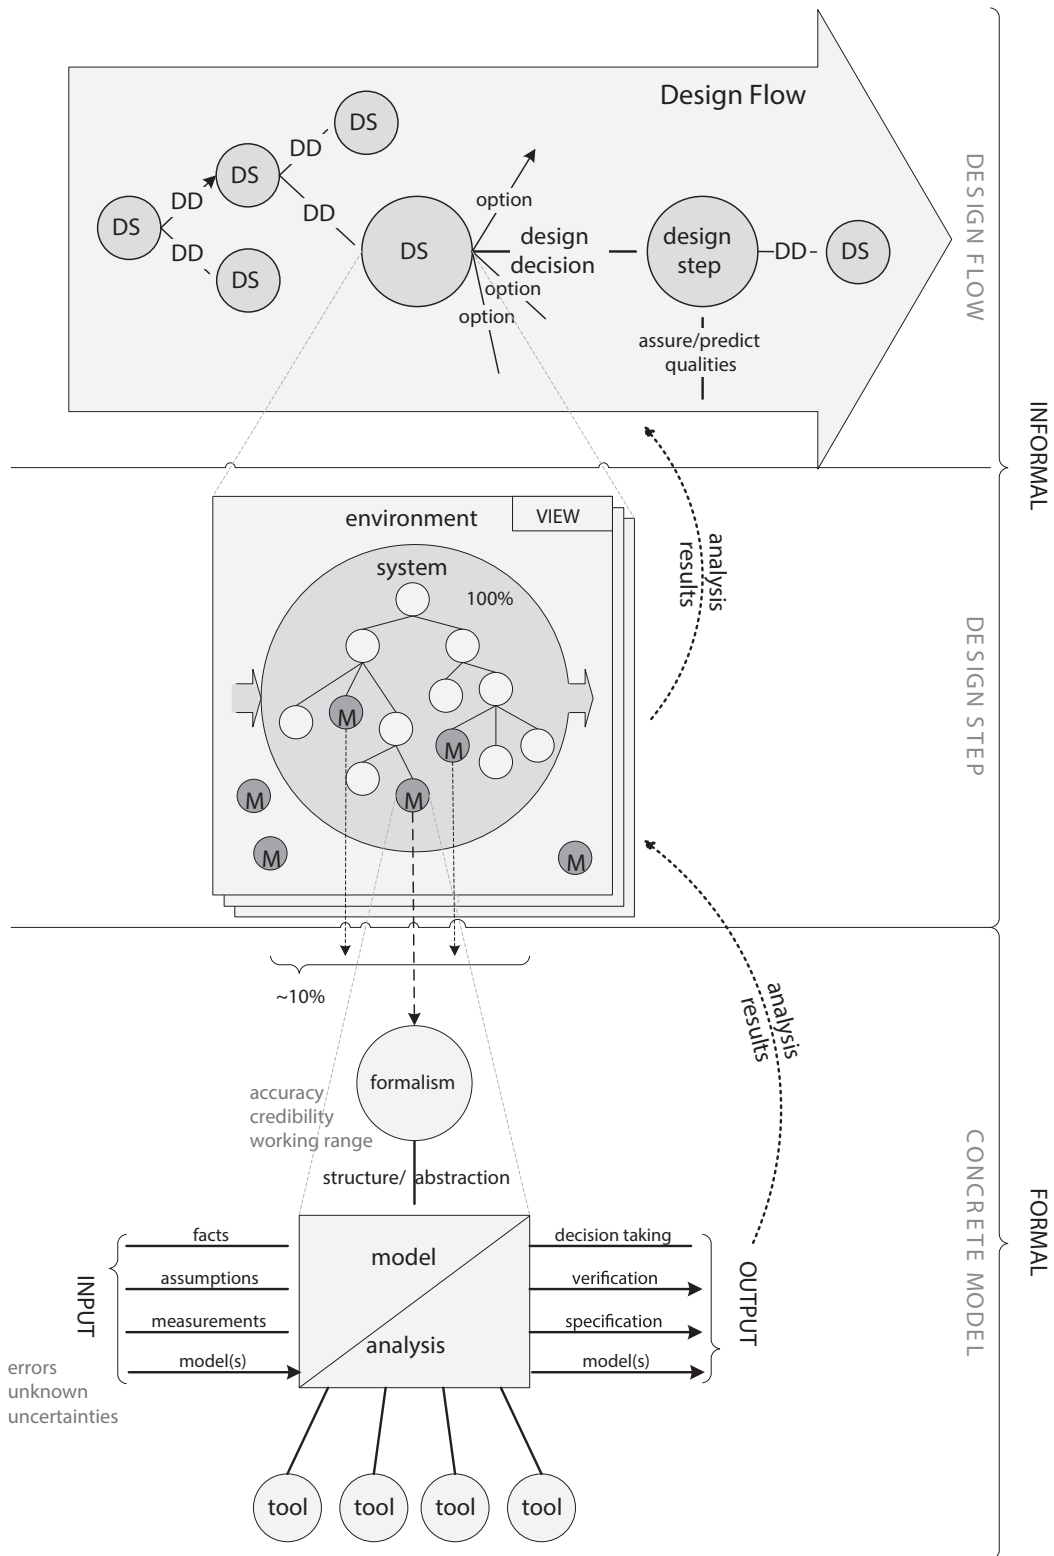 Design Flow
DS
DD
DS
DD
DS
DD
DS
DD
DS
option
design
decision
option
option
design
step
DD
DS
assure/predict
qualities
DESIGN FLOW
INFORMAL
environment
VIEW
system
100%
M
M
M
M
M
M
analysis
results
DESIGN STEP
~10%
formalism
accuracy
credibility
working range
structure/ abstraction
analysis
results
CONCRETE MODEL
FORMAL
INPUT
facts
assumptions
measurements
model(s)
errors
unknown
uncertainties
model
analysis
decision taking
verification
specification
model(s)
OUTPUT
tool
tool
tool
tool